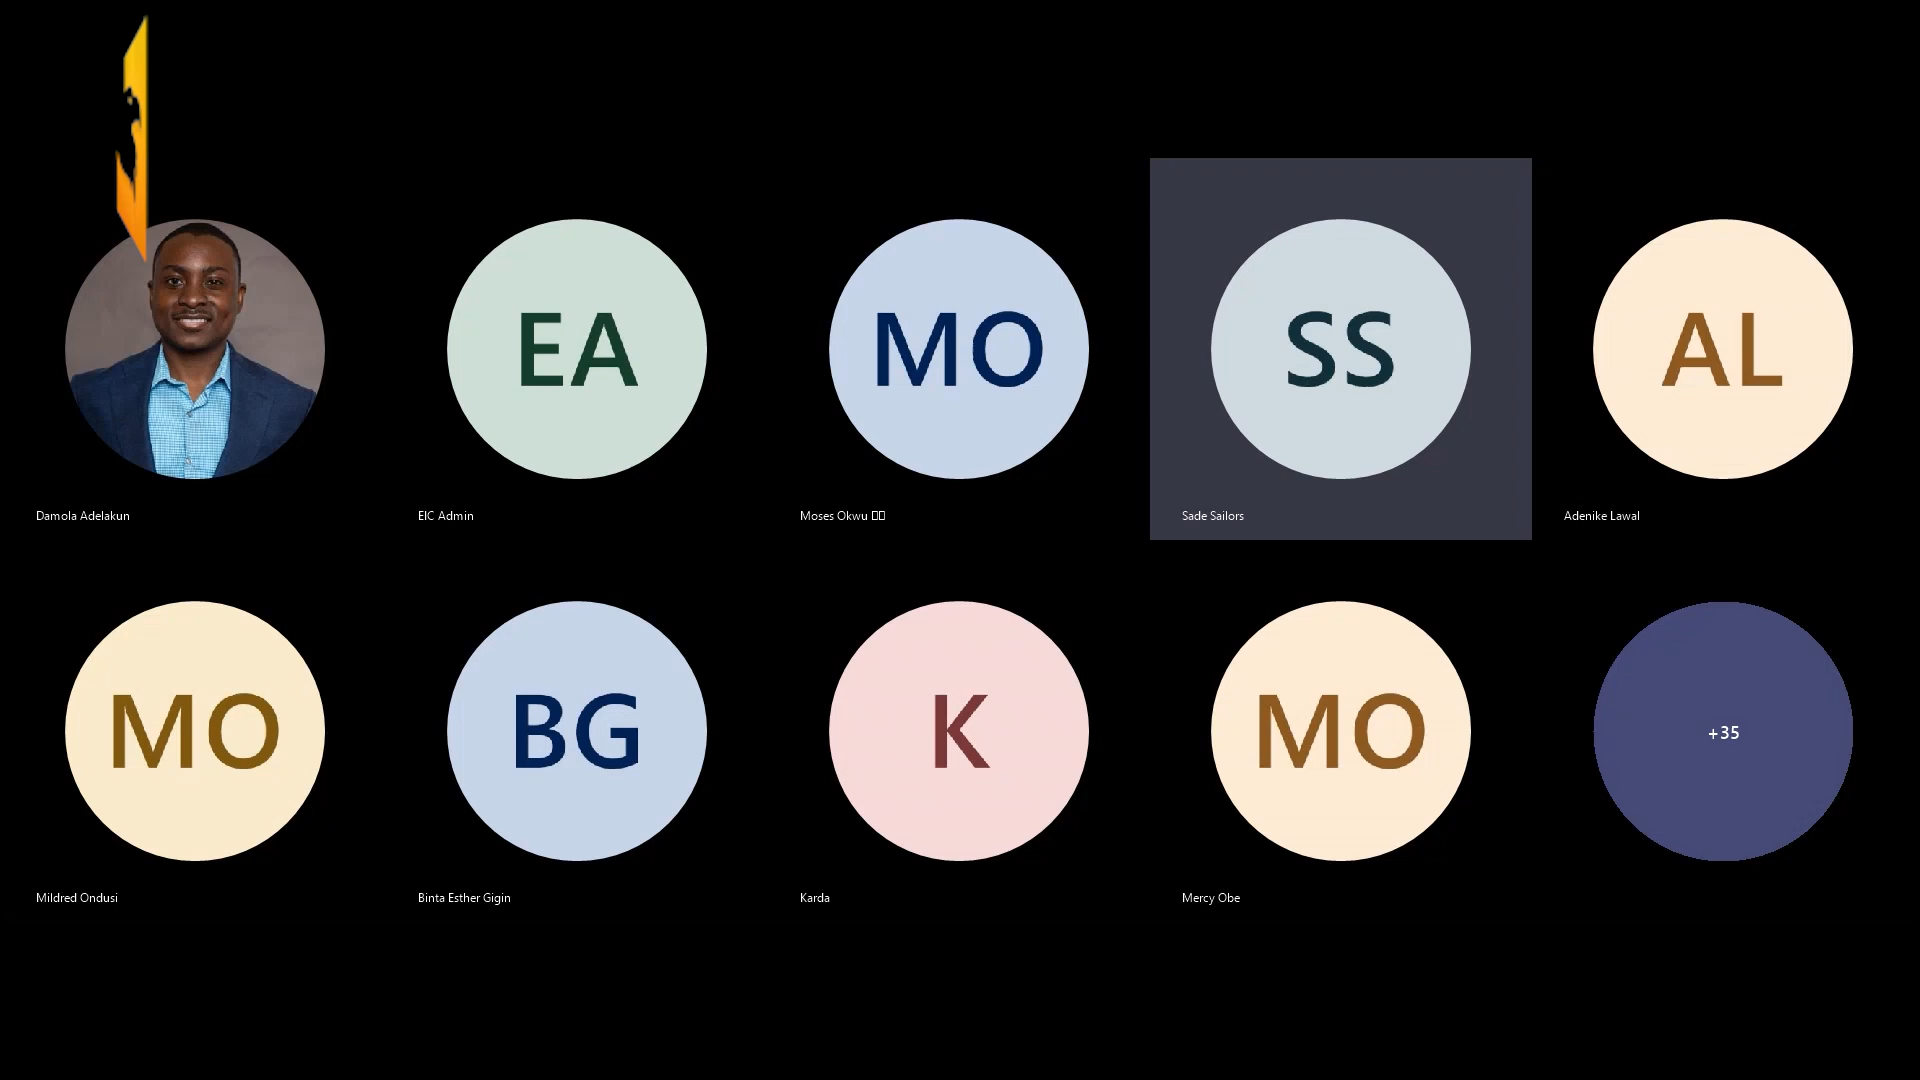 EA
MO
SS
AL
Damola Adelakun
EIC Admin
Moses Okwu
Sade Sailors
Adenike Lawal
MO
BG
K
MO
+35
Mildred Ondusi
Binta Esther Gigin
Karda
Mercy Obe